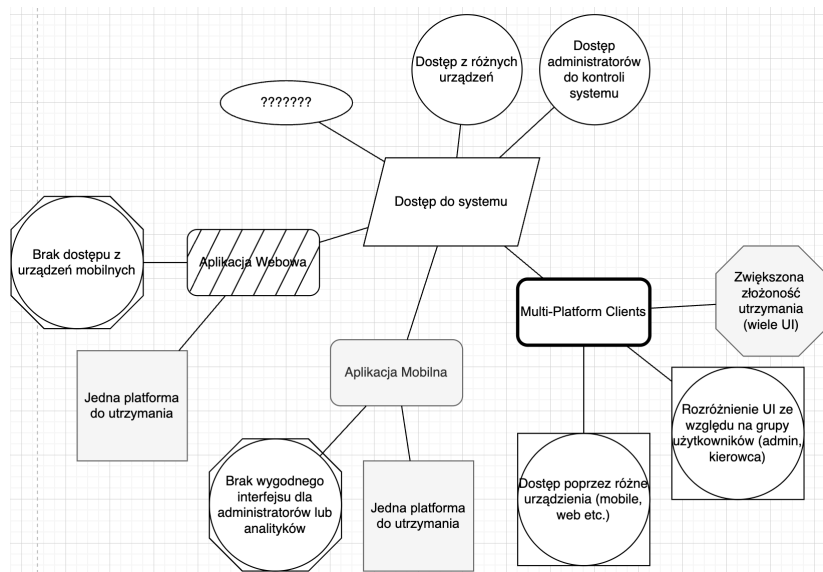 Dostęp z różnych
urządzeń
Dostęp
administratorów
do kontroli
systemu
???????
Dostęp do systemu
Brak dostępu z
urządzeń mobilnych
Aplikacja Webowa
Multi-Platform Clients
Zwiększona
złożoność
utrzymania
(wiele UI)
Jedna platforma
do utrzymania
Aplikacja Mobilna
Rozróżnienie UI ze
względu na grupy
użytkowników (admin,
kierowca)
Brak wygodnego
interfejsu dla
administratorów lub
analityków
Jedna platforma
do utrzymania
Dostęp poprzez różne
urządzienia (mobile,
web etc.)